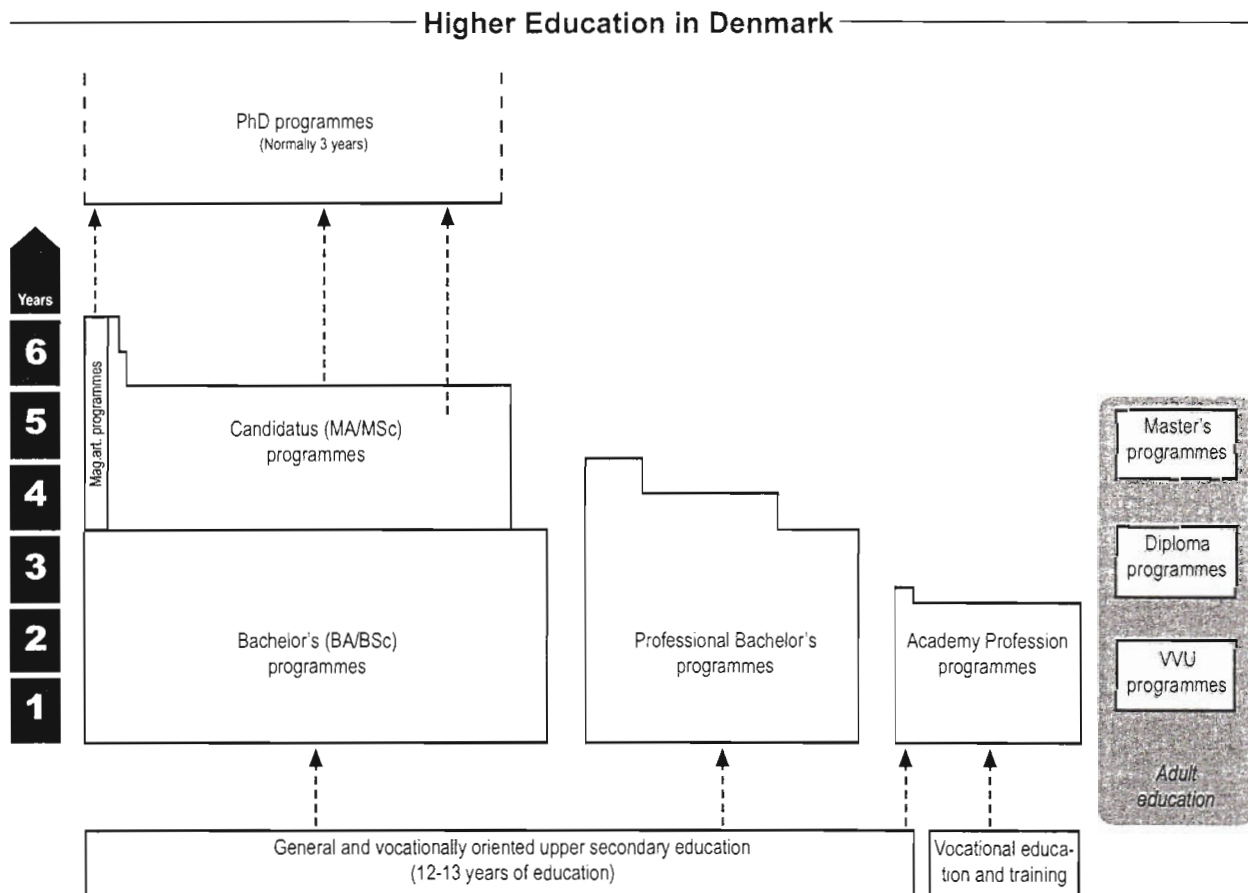 Higher Education in Denmark
PhD programmes
(Normally 3 years)
Years
6
5
4
3
2
1
Mag.art. programmes
Candidatus (MA/MSc)
programmes
Bachelor's (BA/BSc)
programmes
Professional Bachelor's
programmes
Academy Profession
programmes
Master's
programmes
Diploma
programmes
VVU
programmes
Adult
education
General and vocationally oriented upper secondary education
(12-13 years of education)
Vocational educa-
tion and training